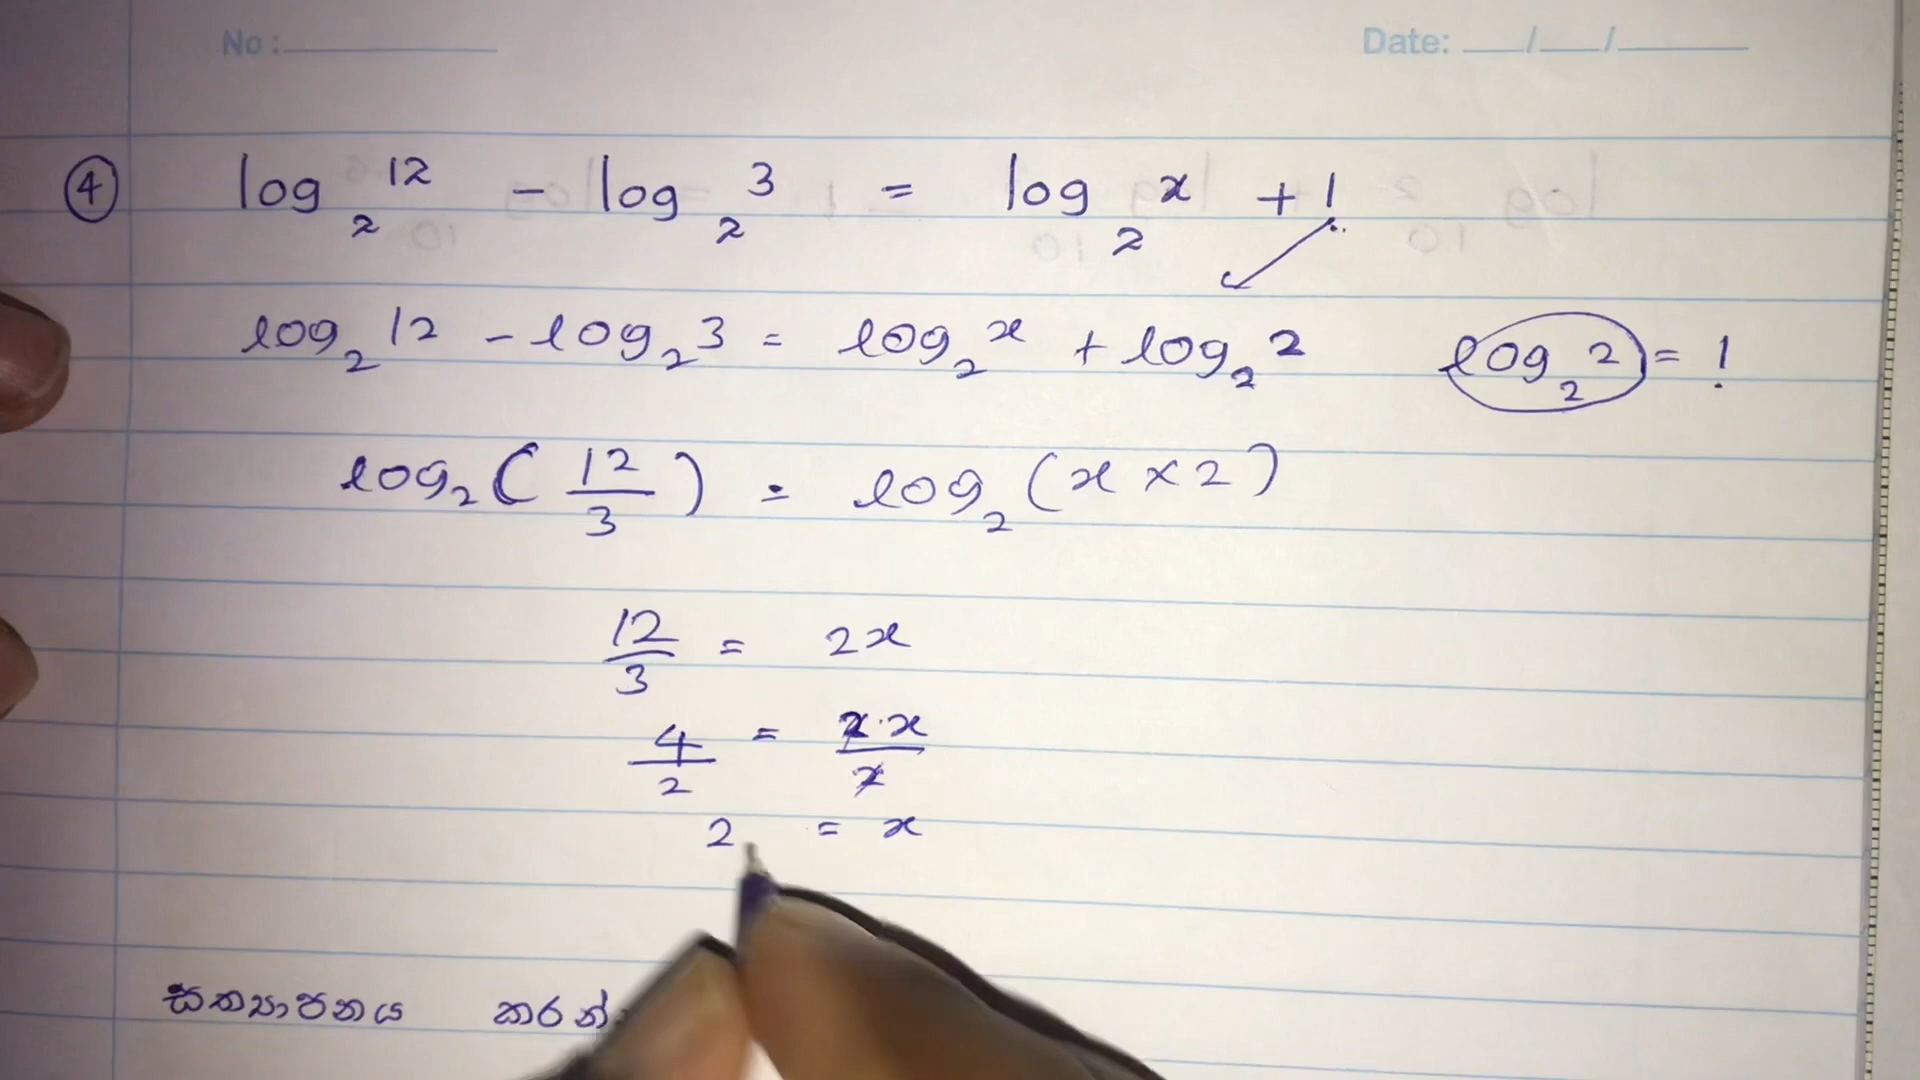 No : Date: / /
④ log₂ 12 - log₂ 3 = log₂ x + 1
log₂ 12 - log₂ 3 = log₂ x + log₂ 2 log₂ 2 = 1
log₂ ( 12/3 ) = log₂ ( x × 2 )
12/3 = 2x
4/2 = 2·x/2
2 = x
සත්‍යාපනය කරන්